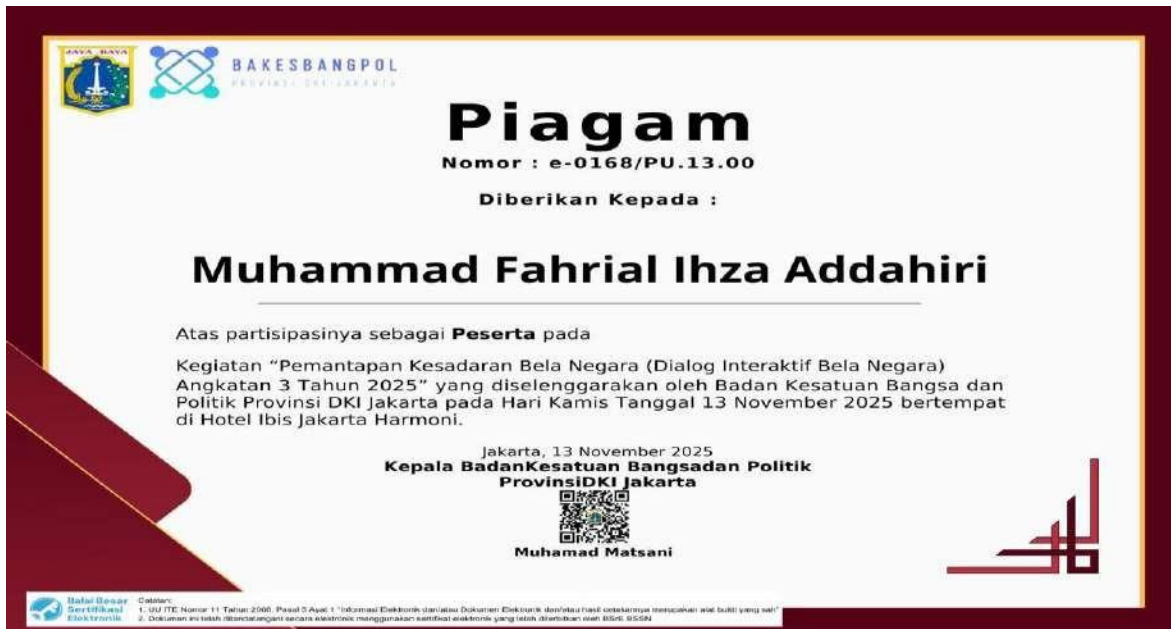 JAYA RAYA
BAKESBANGPOL
PROVINSI DKI JAKARTA
Piagam
Nomor : e-0168/PU.13.00
Diberikan Kepada :
Muhammad Fahrial Ihza Addahiri
Atas partisipasinya sebagai Peserta pada
Kegiatan “Pemantapan Kesadaran Bela Negara (Dialog Interaktif Bela Negara)
Angkatan 3 Tahun 2025” yang diselenggarakan oleh Badan Kesatuan Bangsa dan
Politik Provinsi DKI Jakarta pada Hari Kamis Tanggal 13 November 2025 bertempat
di Hotel Ibis Jakarta Harmoni.
Jakarta, 13 November 2025
Kepala BadanKesatuan Bangsadan Politik
ProvinsiDKI Jakarta
Muhamad Matsani
Balai Besar
Sertifikasi
Elektronik
Catatan:
1. UU ITE Nomor 11 Tahun 2008, Pasal 5 Ayat 1 "Informasi Elektronik dan/atau Dokumen Elektronik dan/atau hasil cetakannya merupakan alat bukti yang sah"
2. Dokumen ini telah ditandatangani secara elektronik menggunakan sertifikat elektronik yang telah diterbitkan oleh BSrE BSSN